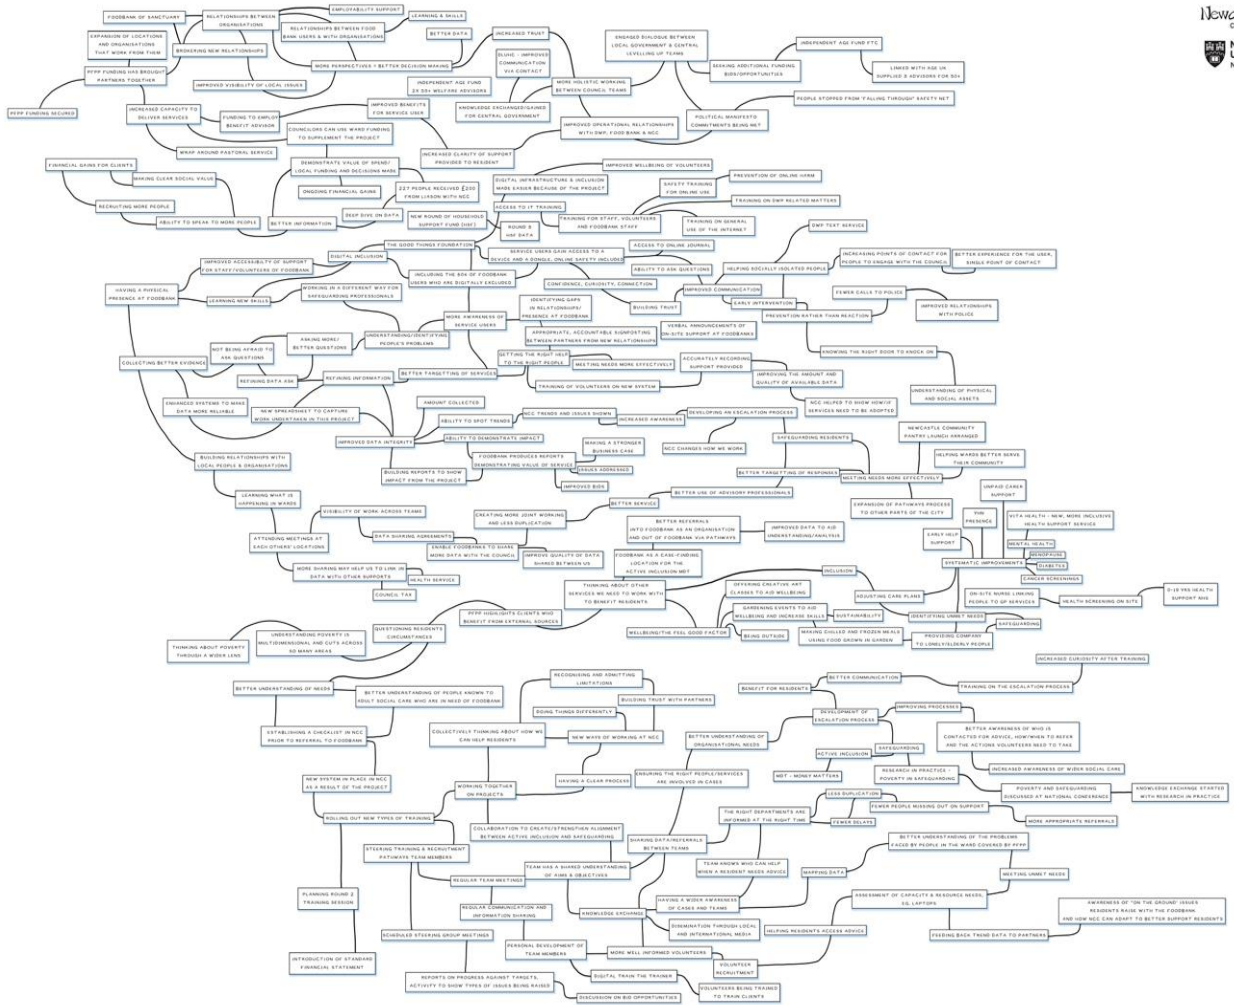 FOODBANK OF SANCTUARY
RELATIONSHIPS BETWEEN
ORGANISATIONS
EMPLOYABILITY SUPPORT
LEARNING & SKILLS
RELATIONSHIPS BETWEEN FOOD
BANK USERS & WITH ORGANISATIONS
EXPANSION OF LOCATIONS
AND ORGANISATIONS
THAT WORK FROM THEM
BROKERING NEW RELATIONSHIPS
BETTER DATA
INCREASED TRUST
MORE PERSPECTIVES = BETTER DECISION MAKING
DLUHC - IMPROVED
COMMUNICATION
VIA CONTACT
ENGAGED DIALOGUE BETWEEN
LOCAL GOVERNMENT & CENTRAL
LEVELLING UP TEAMS
INDEPENDENT AGE FUND FTC
SEEKING ADDITIONAL FUNDING
BIDS/OPPORTUNITIES
LINKED WITH AGE UK
SUPPLIED 3 ADVISORS FOR 50+
PFPP FUNDING HAS BROUGHT
PARTNERS TOGETHER
IMPROVED VISIBILITY OF LOCAL ISSUES
INDEPENDENT AGE FUND
MORE HOLISTIC WORKING
BETWEEN COUNCIL TEAMS
PEOPLE STOPPED FROM "FALLING THROUGH" SAFETY NET
PFPP FUNDING SECURED
INCREASED CAPACITY TO
DELIVER SERVICES
FUNDING TO EMPLOY
BENEFIT ADVISOR
IMPROVED BENEFITS
FOR SERVICE USER
KNOWLEDGE EXCHANGED/GAINED
FOR CENTRAL GOVERNMENT
IMPROVED OPERATIONAL RELATIONSHIPS
WITH DWP, FOOD BANK & NCC
POLITICAL MANIFESTO
COMMITMENTS BEING MET
COUNCILORS CAN USE WARD FUNDING
TO SUPPLEMENT THE PROJECT
WRAP AROUND PASTORAL SERVICE
INCREASED CLARITY OF SUPPORT
PROVIDED TO RESIDENT
FINANCIAL GAINS FOR CLIENTS
MAKING CLEAR SOCIAL VALUE
DEMONSTRATE VALUE OF SPEND/
LOCAL FUNDING AND DECISIONS MADE
ONGOING FINANCIAL GAINS
227 PEOPLE RECEIVED £200
FROM LIASON WITH NCC
DIGITAL INFRASTRUCTURE & INCLUSION
MADE EASIER BECAUSE OF THE PROJECT
IMPROVED WELLBEING OF VOLUNTEERS
SAFETY TRAINING
FOR ONLINE USE
PREVENTION OF ONLINE HARM
TRAINING ON DWP RELATED MATTERS
RECRUITING MORE PEOPLE
ABILITY TO SPEAK TO MORE PEOPLE
BETTER INFORMATION
DEEP DIVE ON DATA
NEW ROUND OF HOUSEHOLD
SUPPORT FUND (HSF)
ACCESS TO IT TRAINING
ROUND 3
HSF DATA
TRAINING FOR STAFF, VOLUNTEERS
AND FOODBANK STAFF
TRAINING ON GENERAL
USE OF THE INTERNET
DWP TEXT SERVICE
THE GOOD THINGS FOUNDATION
DIGITAL INCLUSION
SERVICE USERS GAIN ACCESS TO A
DEVICE AND A DONGLE, ONLINE SAFETY INCLUDED
ACCESS TO ONLINE JOURNAL
ABILITY TO ASK QUESTIONS
IMPROVED ACCESSIBILITY OF SUPPORT
FOR STAFF/VOLUNTEERS OF FOODBANK
INCLUDING THE 60% OF FOODBANK
USERS WHO ARE DIGITALLY EXCLUDED
CONFIDENCE, CURIOSITY, CONNECTION
HELPING SOCIALLY ISOLATED PEOPLE
INCREASING POINTS OF CONTACT FOR
PEOPLE TO ENGAGE WITH THE COUNCIL
BETTER EXPERIENCE FOR THE USER,
SINGLE POINT OF CONTACT
HAVING A PHYSICAL
PRESENCE AT FOODBANK
LEARNING NEW SKILLS
WORKING IN A DIFFERENT WAY FOR
SAFEGUARDING PROFESSIONALS
IDENTIFYING GAPS
IN RELATIONSHIPS/
PRESENCE AT FOODBANK
BUILDING TRUST
IMPROVED COMMUNICATION
EARLY INTERVENTION
FEWER CALLS TO POLICE
IMPROVED RELATIONSHIPS
WITH POLICE
PREVENTION RATHER THAN REACTION
MORE AWARENESS OF
SERVICE USERS
VERBAL ANNOUNCEMENTS OF
ON-SITE SUPPORT AT FOODBANKS
APPROPRIATE, ACCOUNTABLE SIGNPOSTING
BETWEEN PARTNERS FROM NEW RELATIONSHIPS
COLLECTING BETTER EVIDENCE
NOT BEING AFRAID TO
ASK QUESTIONS
ASKING MORE/
BETTER QUESTIONS
UNDERSTANDING/IDENTIFYING
PEOPLE'S PROBLEMS
GETTING THE RIGHT HELP
TO THE RIGHT PEOPLE
MEETING NEEDS MORE EFFECTIVELY
ACCURATELY RECORDING
SUPPORT PROVIDED
KNOWING THE RIGHT DOOR TO KNOCK ON
REFINING DATA ASK
REFINING INFORMATION
BETTER TARGETTING OF SERVICES
TRAINING OF VOLUNTEERS ON NEW SYSTEM
IMPROVING THE AMOUNT AND
QUALITY OF AVAILABLE DATA
UNDERSTANDING OF PHYSICAL
AND SOCIAL ASSETS
ENHANCED SYSTEMS TO MAKE
DATA MORE RELIABLE
NEW SPREADSHEET TO CAPTURE
WORK UNDERTAKEN IN THIS PROJECT
AMOUNT COLLECTED
ABILITY TO SPOT TRENDS
NCC TRENDS AND ISSUES SHOWN
INCREASED AWARENESS
DEVELOPING AN ESCALATION PROCESS
NCC HELPED TO SHOW HOW/IF
SERVICES NEED TO BE ADOPTED
IMPROVED DATA INTEGRITY
ABILITY TO DEMONSTRATE IMPACT
FOODBANK PRODUCES REPORTS
DEMONSTRATING VALUE OF SERVICE
MAKING A STRONGER
BUSINESS CASE
ISSUES ADDRESSED
IMPROVED BIDS
NCC CHANGES HOW WE WORK
SAFEGUARDING RESIDENTS
NEWCASTLE COMMUNITY
PANTRY LAUNCH ARRANGED
HELPING WARDS BETTER SERVE
THEIR COMMUNITY
BUILDING RELATIONSHIPS WITH
LOCAL PEOPLE & ORGANISATIONS
BUILDING REPORTS TO SHOW
IMPACT FROM THE PROJECT
BETTER TARGETTING OF RESPONSES
MEETING NEEDS MORE EFFECTIVELY
BETTER USE OF ADVISORY PROFESSIONALS
EXPANSION OF PATHWAYS PROCESS
TO OTHER PARTS OF THE CITY
UNPAID CARER
SUPPORT
LEARNING WHAT IS
HAPPENING IN WARDS
VISIBILITY OF WORK ACROSS TEAMS
CREATING MORE JOINT WORKING
AND LESS DUPLICATION
BETTER SERVICE
BETTER REFERRALS
INTO FOODBANK AS AN ORGANISATION
AND OUT OF FOODBANK VIA PATHWAYS
IMPROVED DATA TO AID
UNDERSTANDING/ANALYSIS
PRESENCE
VITA HEALTH - NEW, MORE INCLUSIVE
HEALTH SUPPORT SERVICE
EARLY HELP
SUPPORT
MENTAL HEALTH
MENOPAUSE
DIABETES
CANCER SCREENINGS
ATTENDING MEETINGS AT
EACH OTHERS' LOCATIONS
DATA SHARING AGREEMENTS
ENABLE FOODBANKS TO SHARE
MORE DATA WITH THE COUNCIL
IMPROVE QUALITY OF DATA
SHARED BETWEEN US
FOODBANK AS A CASE-FINDING
LOCATION FOR THE
ACTIVE INCLUSION MDT
SYSTEMATIC IMPROVEMENTS
MORE SHARING MAY HELP US TO LINK IN
DATA WITH OTHER SUPPORTS
HEALTH SERVICE
COUNCIL TAX
THINKING ABOUT OTHER
SERVICES WE NEED TO WORK WITH
TO BENEFIT RESIDENTS
INCLUSION
OFFERING CREATIVE ART
CLASSES TO AID WELLBEING
ADJUSTING CARE PLANS
ON-SITE NURSE LINKING
PEOPLE TO GP SERVICES
HEALTH SCREENING ON SITE
0-19 YRS HEALTH
SUPPORT NHS
PFPP HIGHLIGHTS CLIENTS WHO
BENEFIT FROM EXTERNAL SOURCES
GARDENING EVENTS TO AID
WELLBEING AND INCREASE SKILLS
SUSTAINABILITY
IDENTIFYING UNMET NEEDS
SAFEGUARDING
QUESTIONING RESIDENTS
CIRCUMSTANCES
WELLBEING/THE FEEL GOOD FACTOR
BEING OUTSIDE
MAKING CHILLED AND FROZEN MEALS
USING FOOD GROWN IN GARDEN
PROVIDING COMPANY
TO LONELY/ELDERLY PEOPLE
THINKING ABOUT POVERTY
THROUGH A WIDER LENS
UNDERSTANDING POVERTY IS
MULTIDIMENSIONAL AND CUTS ACROSS
SO MANY AREAS
INCREASED CURIOSITY AFTER TRAINING
BETTER UNDERSTANDING OF NEEDS
BETTER UNDERSTANDING OF PEOPLE KNOWN TO
ADULT SOCIAL CARE WHO ARE IN NEED OF FOODBANK
RECOGNISING AND ADMITTING
LIMITATIONS
BUILDING TRUST WITH PARTNERS
BENEFIT FOR RESIDENTS
BETTER COMMUNICATION
TRAINING ON THE ESCALATION PROCESS
DOING THINGS DIFFERENTLY
DEVELOPMENT OF
ESCALATION PROCESS
IMPROVING PROCESSES
ESTABLISHING A CHECKLIST IN NCC
PRIOR TO REFERRAL TO FOODBANK
COLLECTIVELY THINKING ABOUT HOW WE
CAN HELP RESIDENTS
NEW WAYS OF WORKING AT NCC
BETTER UNDERSTANDING OF
ORGANISATIONAL NEEDS
BETTER AWARENESS OF WHO IS
CONTACTED FOR ADVICE, HOW/WHEN TO REFER
AND THE ACTIONS VOLUNTEERS NEED TO TAKE
ACTIVE INCLUSION
SAFEGUARDING
NEW SYSTEM IN PLACE IN NCC
AS A RESULT OF THE PROJECT
HAVING A CLEAR PROCESS
ENSURING THE RIGHT PEOPLE/SERVICES
ARE INVOLVED IN CASES
MDT - MONEY MATTERS
RESEARCH IN PRACTICE -
POVERTY IN SAFEGUARDING
INCREASED AWARENESS OF WIDER SOCIAL CARE
WORKING TOGETHER
ON PROJECTS
LESS DUPLICATION
POVERTY AND SAFEGUARDING
DISCUSSED AT NATIONAL CONFERENCE
KNOWLEDGE EXCHANGE STARTED
WITH RESEARCH IN PRACTICE
ROLLING OUT NEW TYPES OF TRAINING
THE RIGHT DEPARTMENTS ARE
INFORMED AT THE RIGHT TIME
FEWER PEOPLE MISSING OUT ON SUPPORT
FEWER DELAYS
MORE APPROPRIATE REFERRALS
COLLABORATION TO CREATE/STRENGTHEN ALIGNMENT
BETWEEN ACTIVE INCLUSION AND SAFEGUARDING
SHARING DATA/REFERRALS
BETWEEN TEAMS
STEERING TRAINING & RECRUITMENT
PATHWAYS TEAM MEMBERS
BETTER UNDERSTANDING OF THE PROBLEMS
FACED BY PEOPLE IN THE WARD COVERED BY PFPP
TEAM HAS A SHARED UNDERSTANDING
OF AIMS & OBJECTIVES
TEAM KNOWS WHO CAN HELP
WHEN A RESIDENT NEEDS ADVICE
MAPPING DATA
MEETING UNMET NEEDS
REGULAR TEAM MEETINGS
PLANNING ROUND 2
TRAINING SESSION
HAVING A WIDER AWARENESS
OF CASES AND TEAMS
ASSESSMENT OF CAPACITY & RESOURCE NEEDS,
EG, LAPTOPS
REGULAR COMMUNICATION AND
INFORMATION SHARING
KNOWLEDGE EXCHANGE
AWARENESS OF "ON THE GROUND" ISSUES
RESIDENTS RAISE WITH THE FOODBANK
AND HOW NCC CAN ADAPT TO BETTER SUPPORT RESIDENTS
SCHEDULED STEERING GROUP MEETINGS
DISEMINATION THROUGH LOCAL
AND INTERNATIONAL MEDIA
HELPING RESIDENTS ACCESS ADVICE
FEEDING BACK TREND DATA TO PARTNERS
PERSONAL DEVELOPMENT OF
TEAM MEMBERS
MORE WELL INFORMED VOLUNTEERS
VOLUNTEER
RECRUITMENT
INTRODUCTION OF STANDARD
FINANCIAL STATEMENT
REPORTS ON PROGRESS AGAINST TARGETS,
ACTIVITY TO SHOW TYPES OF ISSUES BEING RAISED
DIGITAL TRAIN THE TRAINER
VOLUNTEERS BEING TRAINED
TO TRAIN CLIENTS
DISCUSSION ON BID OPPORTUNITIES